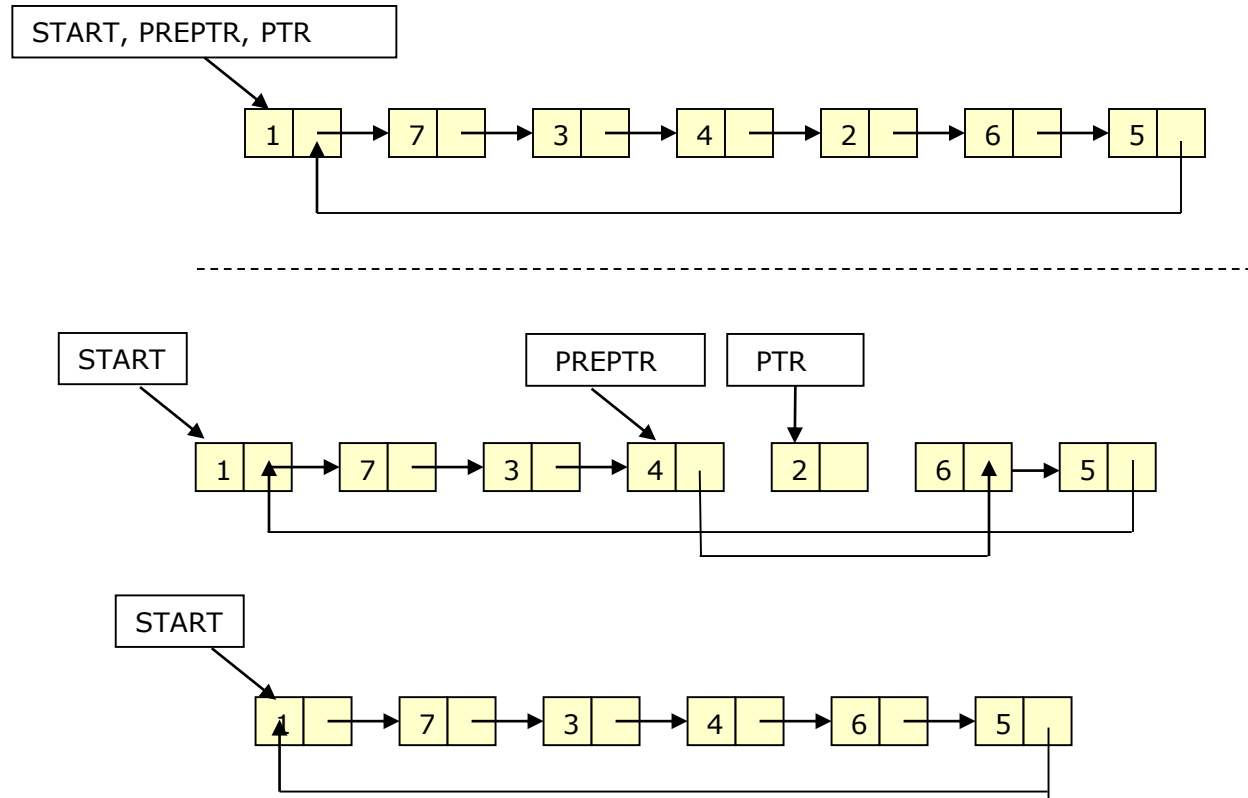 START, PREPTR, PTR
1 7 3 4 2 6 5
START PREPTR PTR
1 7 3 4 2 6 5
START
1 7 3 4 6 5